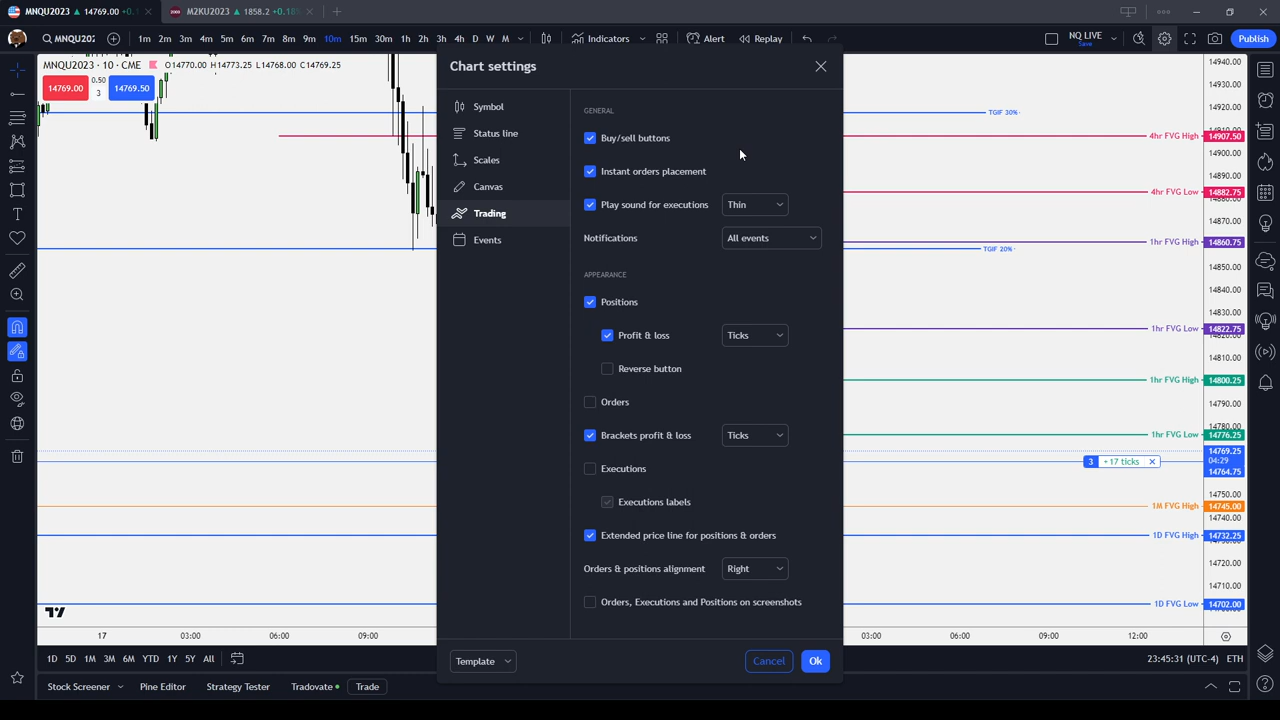 MNQU2023 ▲ 14769.00 +0.1
M2KU2023 ▲ 1858.2 +0.18%
MNQU202
1m 2m 3m 4m 5m 6m 7m 8m 9m 10m 15m 30m 1h 2h 3h 4h D W M
Indicators
Alert
Replay
NQ LIVE
Save
Publish
MNQU2023 · 10 · CME
O14770.00 H14773.25 L14768.00 C14769.25
14769.00
0.50
3
14769.50
Chart settings
Symbol
Status line
Scales
Canvas
Trading
Events
GENERAL
Buy/sell buttons
Instant orders placement
Play sound for executions
Thin
Notifications
All events
APPEARANCE
Positions
Profit & loss
Ticks
Reverse button
Orders
Brackets profit & loss
Ticks
Executions
Executions labels
Extended price line for positions & orders
Orders & positions alignment
Right
Orders, Executions and Positions on screenshots
Template
Cancel
Ok
TGIF 30%
4hr FVG High
4hr FVG Low
1hr FVG High
TGIF 20%
1hr FVG Low
1hr FVG High
1hr FVG Low
3 +17 ticks
1M FVG High
1D FVG High
1D FVG Low
14940.00
14930.00
14920.00
14907.50
14900.00
14890.00
14882.75
14870.00
14860.75
14850.00
14840.00
14830.00
14822.75
14810.00
14800.25
14790.00
14780.00
14776.25
14769.25
04:29
14764.75
14750.00
14745.00
14740.00
14732.25
14720.00
14710.00
14702.00
17
03:00
06:00
09:00
03:00
06:00
09:00
12:00
1D 5D 1M 3M 6M YTD 1Y 5Y All
23:45:31 (UTC-4) ETH
Stock Screener
Pine Editor
Strategy Tester
Tradovate
Trade